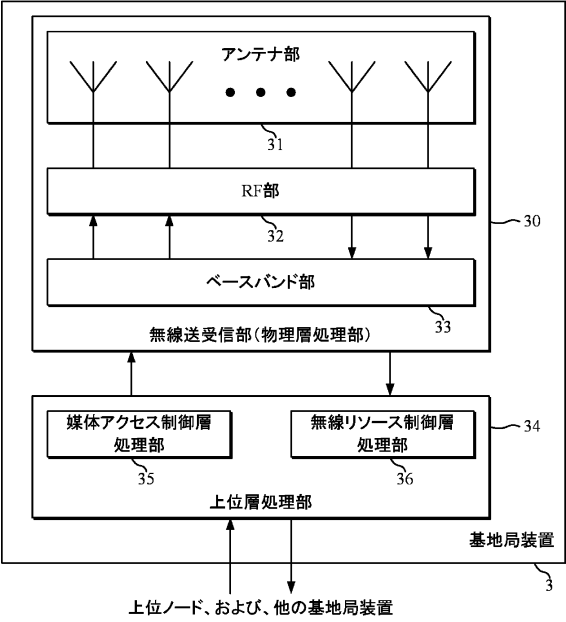 アンテナ部
31
RF部
32
30
ベースバンド部
33
無線送受信部(物理層処理部)
媒体アクセス制御層
処理部
35
無線リソース制御層
処理部
36
34
上位層処理部
基地局装置
3
上位ノード、および、他の基地局装置